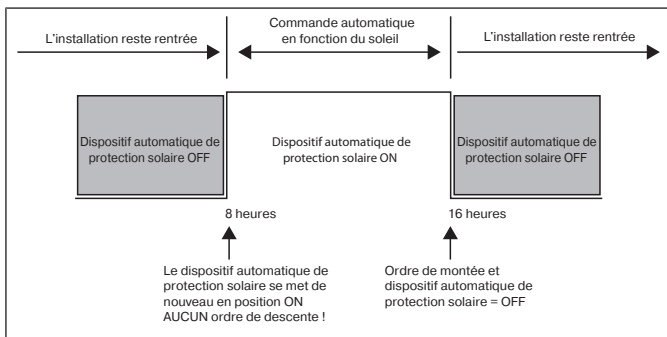 L'installation reste rentrée
Commande automatique
en fonction du soleil
L'installation reste rentrée
Dispositif automatique de
protection solaire OFF
Dispositif automatique de
protection solaire ON
Dispositif automatique de
protection solaire OFF
8 heures
16 heures
Le dispositif automatique de
protection solaire se met de
nouveau en position ON
AUCUN ordre de descente !
Ordre de montée et
dispositif automatique de
protection solaire = OFF